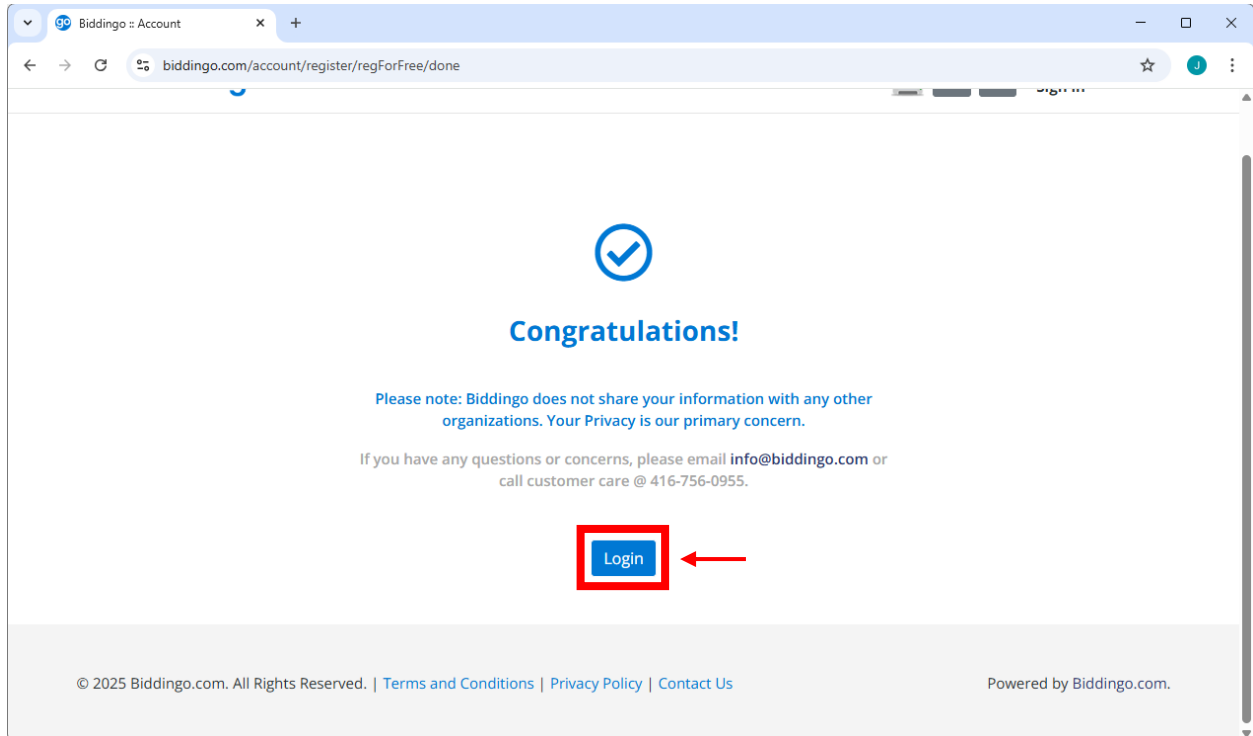 go Biddingo :: Account
biddingo.com/account/register/regForFree/done
J
Sign In
Congratulations!
Please note: Biddingo does not share your information with any other
organizations. Your Privacy is our primary concern.
If you have any questions or concerns, please email info@biddingo.com or
call customer care @ 416-756-0955.
Login
© 2025 Biddingo.com. All Rights Reserved. | Terms and Conditions | Privacy Policy | Contact Us
Powered by Biddingo.com.